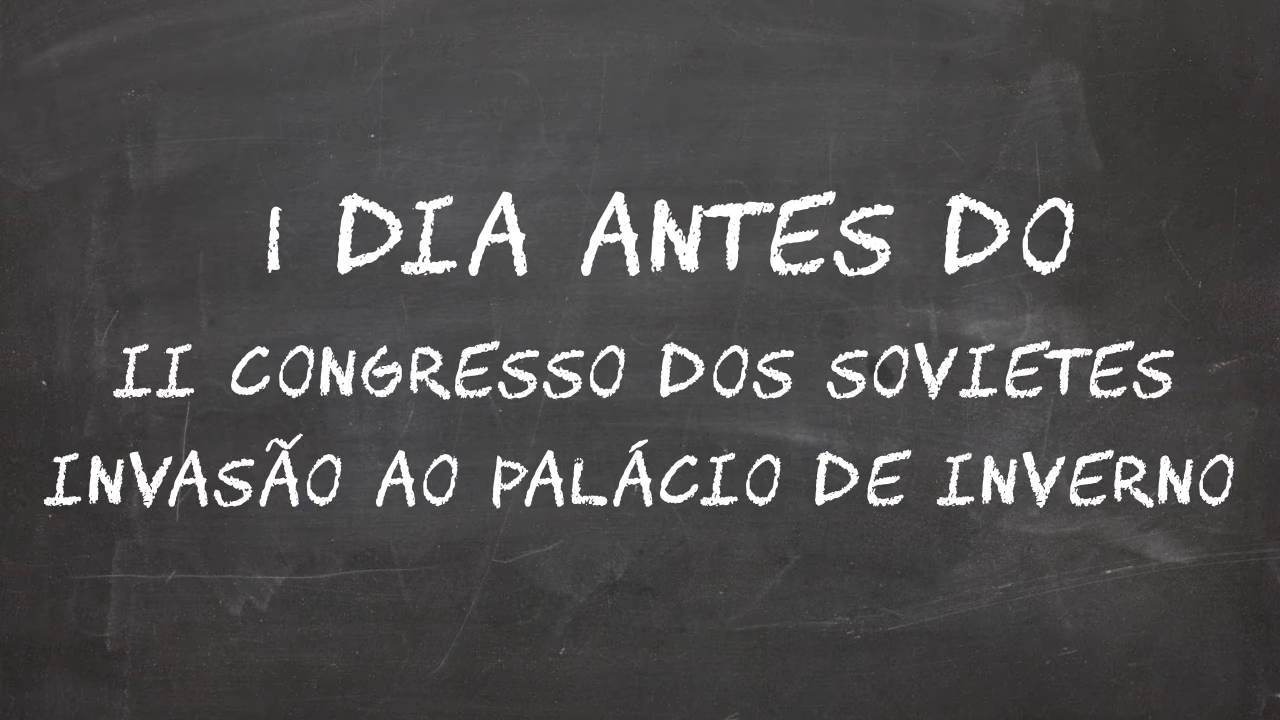 1 DIA ANTES DO
II CONGRESSO DOS SOVIETES
INVASÃO AO PALÁCIO DE INVERNO